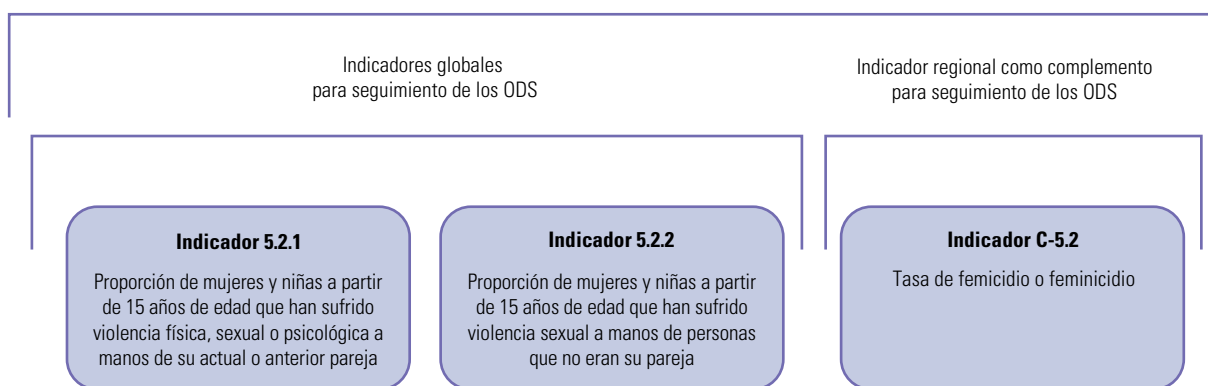 Indicadores globales
para seguimiento de los ODS
Indicador regional como complemento
para seguimiento de los ODS
Indicador 5.2.1
Proporción de mujeres y niñas a partir
de 15 años de edad que han sufrido
violencia física, sexual o psicológica a
manos de su actual o anterior pareja
Indicador 5.2.2
Proporción de mujeres y niñas a partir
de 15 años de edad que han sufrido
violencia sexual a manos de personas
que no eran su pareja
Indicador C-5.2
Tasa de femicidio o feminicidio